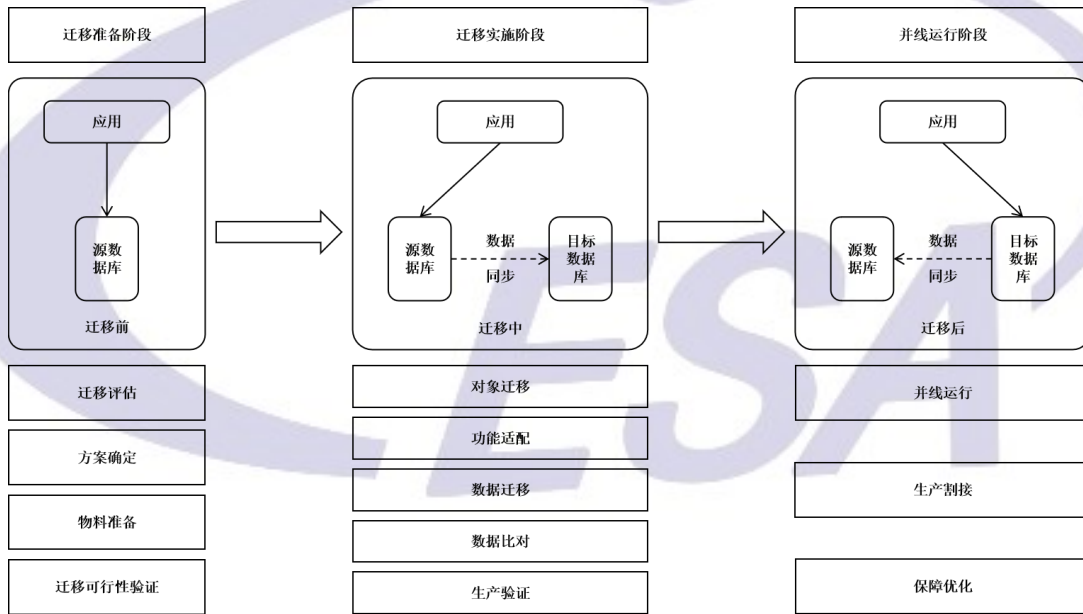 迁移准备阶段
迁移实施阶段
并线运行阶段
应用
源数
据库
迁移前
应用
源数
据库
数据
同步
目标
数据
库
迁移中
应用
源数
据库
数据
同步
目标
数据
库
迁移后
迁移评估
方案确定
物料准备
迁移可行性验证
对象迁移
功能适配
数据迁移
数据比对
生产验证
并线运行
生产割接
保障优化
CESA